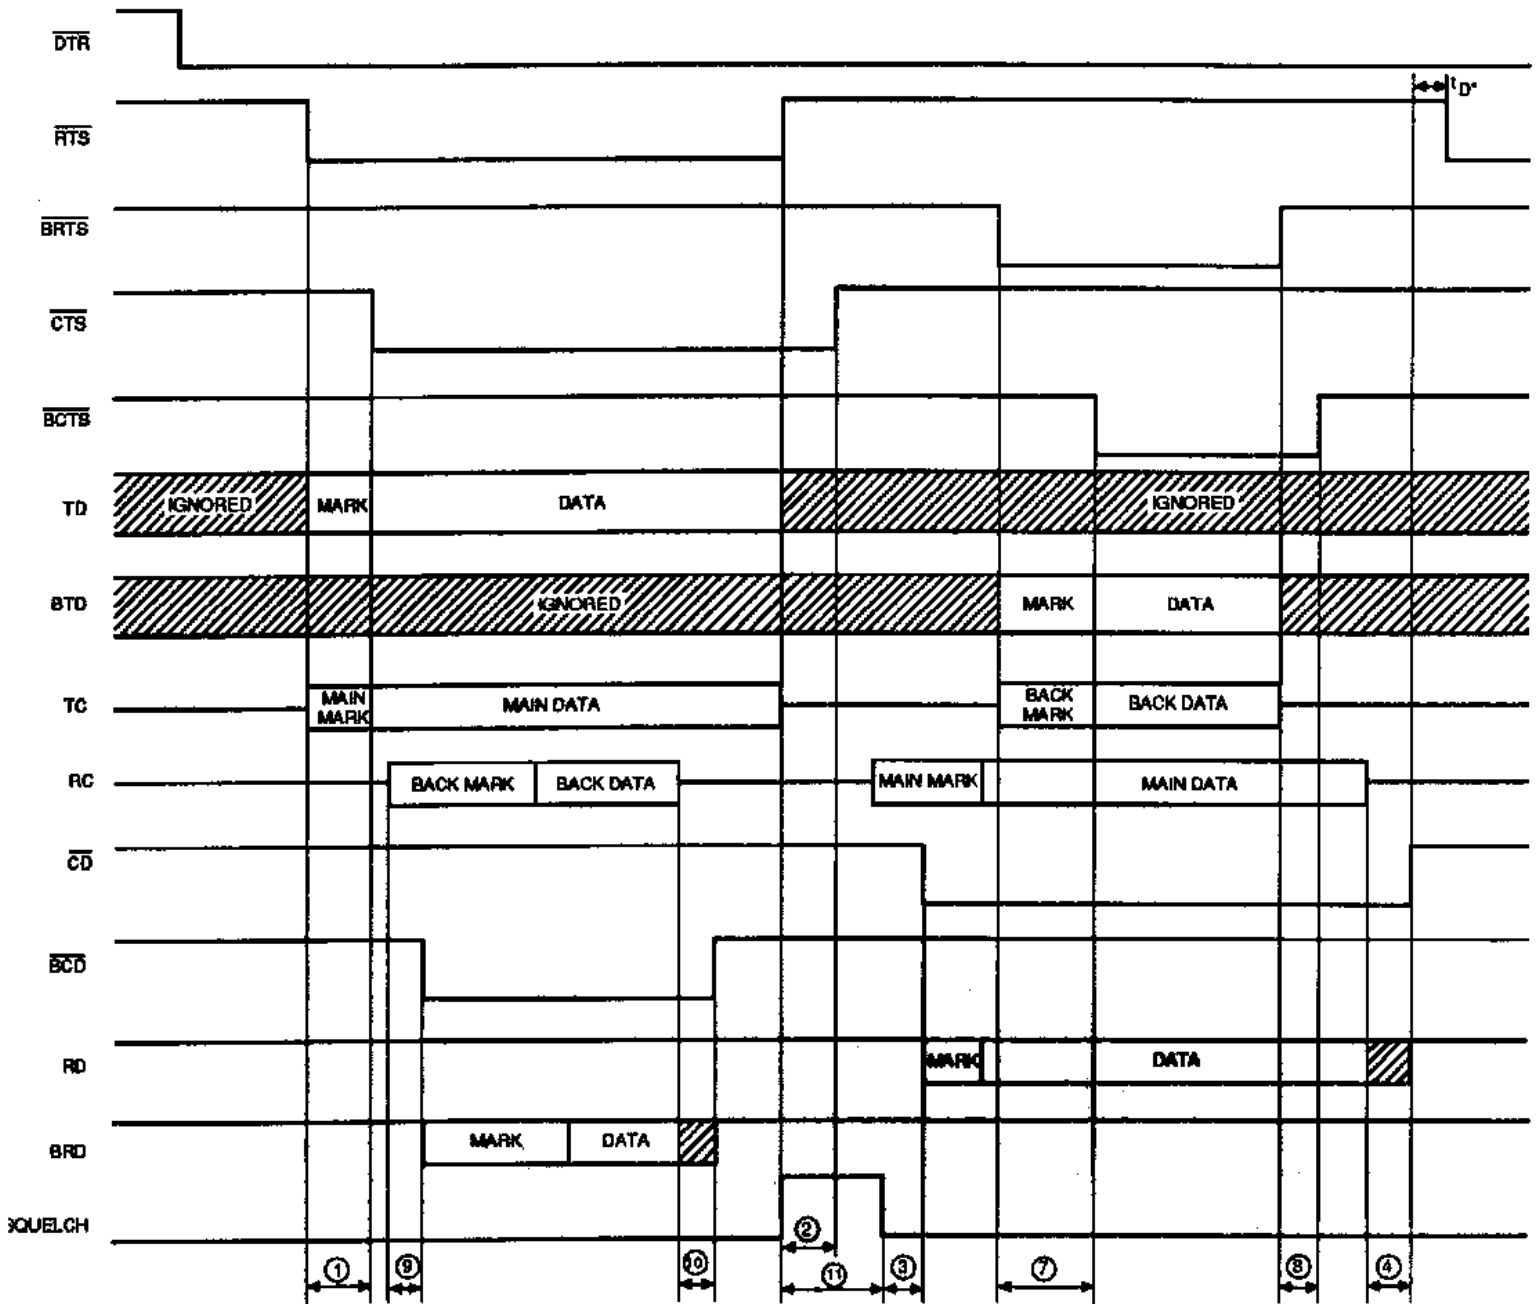 DTR
t D*
RTS
BRTS
CTS
BCTS
TD IGNORED MARK DATA IGNORED
BTD IGNORED MARK DATA
TC MAIN MARK MAIN DATA BACK MARK BACK DATA
RC BACK MARK BACK DATA MAIN MARK MAIN DATA
CD
BCD
RD MARK DATA
BRD MARK DATA
SQUELCH
2
1 9 10 11 3 7 8 4